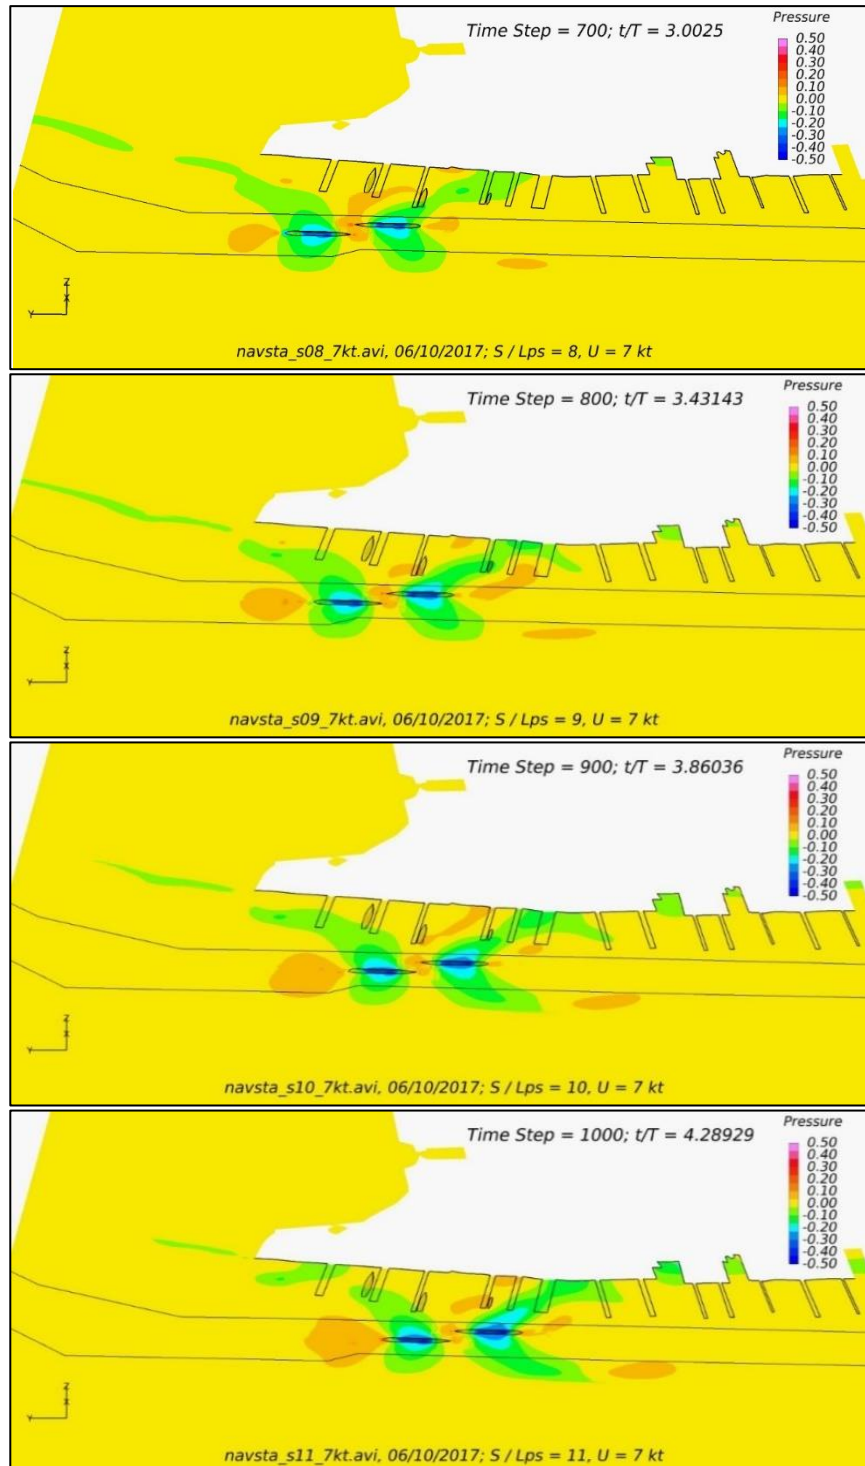 Pressure
Time Step = 700; t/T = 3.0025
0.50
0.40
0.30
0.20
0.10
0.00
-0.10
-0.20
-0.30
-0.40
-0.50
Z
X
Y
navsta_s08_7kt.avi, 06/10/2017; S / Lps = 8, U = 7 kt
Pressure
Time Step = 800; t/T = 3.43143
0.50
0.40
0.30
0.20
0.10
0.00
-0.10
-0.20
-0.30
-0.40
-0.50
Z
X
Y
navsta_s09_7kt.avi, 06/10/2017; S / Lps = 9, U = 7 kt
Pressure
Time Step = 900; t/T = 3.86036
0.50
0.40
0.30
0.20
0.10
0.00
-0.10
-0.20
-0.30
-0.40
-0.50
Z
X
Y
navsta_s10_7kt.avi, 06/10/2017; S / Lps = 10, U = 7 kt
Pressure
Time Step = 1000; t/T = 4.28929
0.50
0.40
0.30
0.20
0.10
0.00
-0.10
-0.20
-0.30
-0.40
-0.50
Z
X
Y
navsta_s11_7kt.avi, 06/10/2017; S / Lps = 11, U = 7 kt